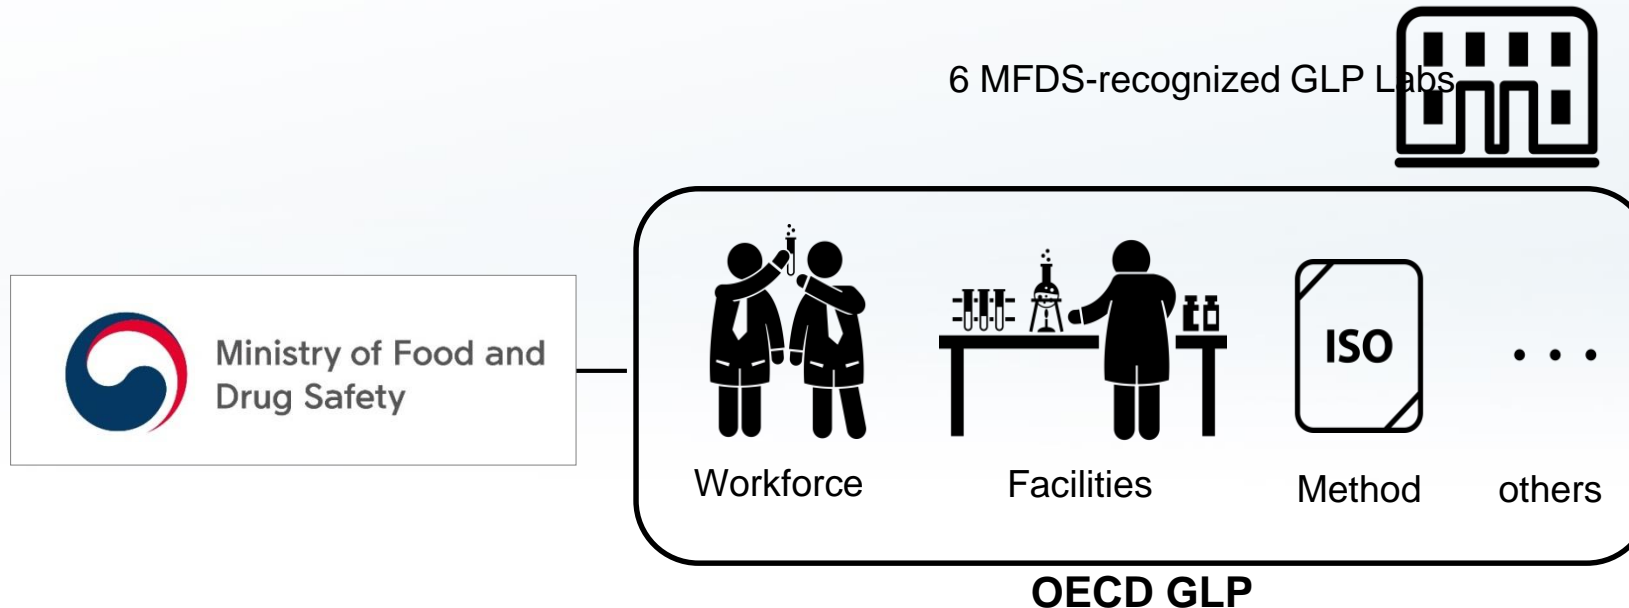 6 MFDS-recognized GLP Labs
Ministry of Food and
Drug Safety
ISO
. . .
Workforce
Facilities
Method
others
OECD GLP